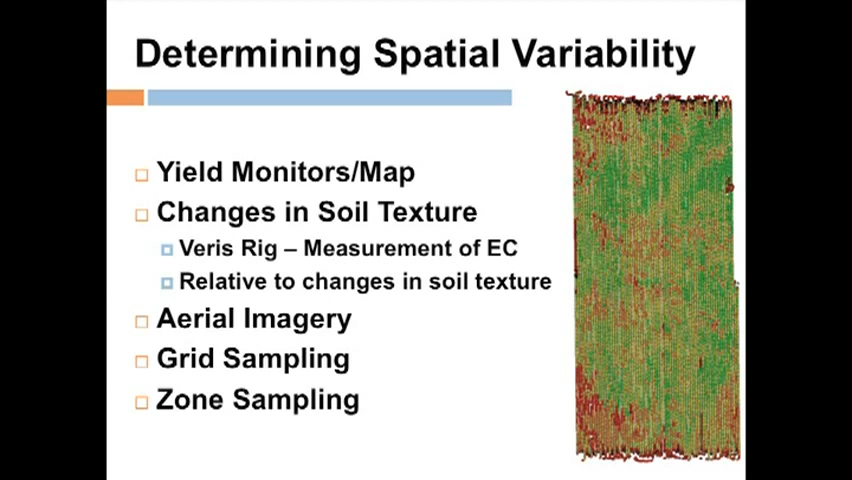 Determining Spatial Variability
Yield Monitors/Map
Changes in Soil Texture
Veris Rig – Measurement of EC
Relative to changes in soil texture
Aerial Imagery
Grid Sampling
Zone Sampling